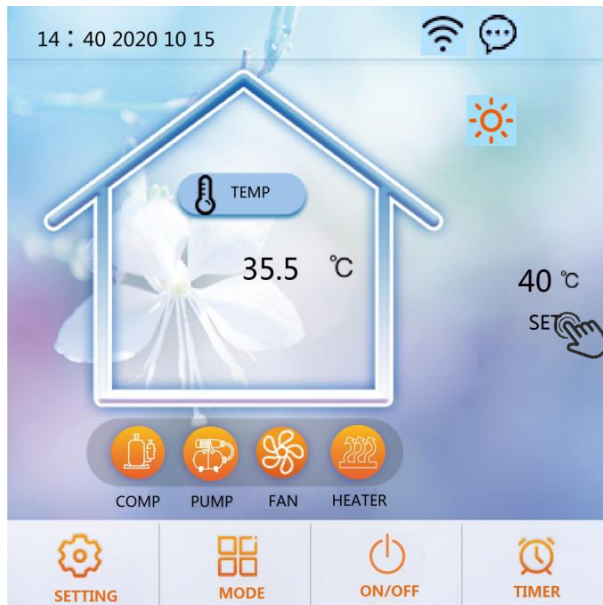 14：40 2020 10 15
TEMP
35.5 ℃
40 ℃
SET
COMP PUMP FAN HEATER
SETTING MODE ON/OFF TIMER